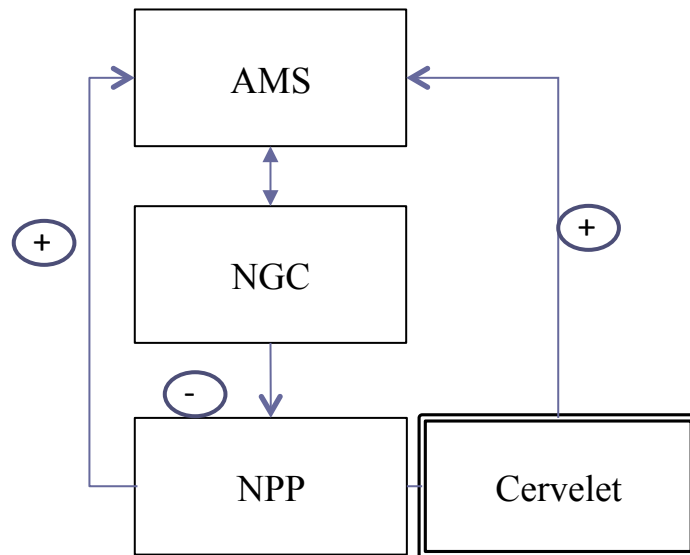 AMS
+
+
NGC
-
NPP
Cervelet